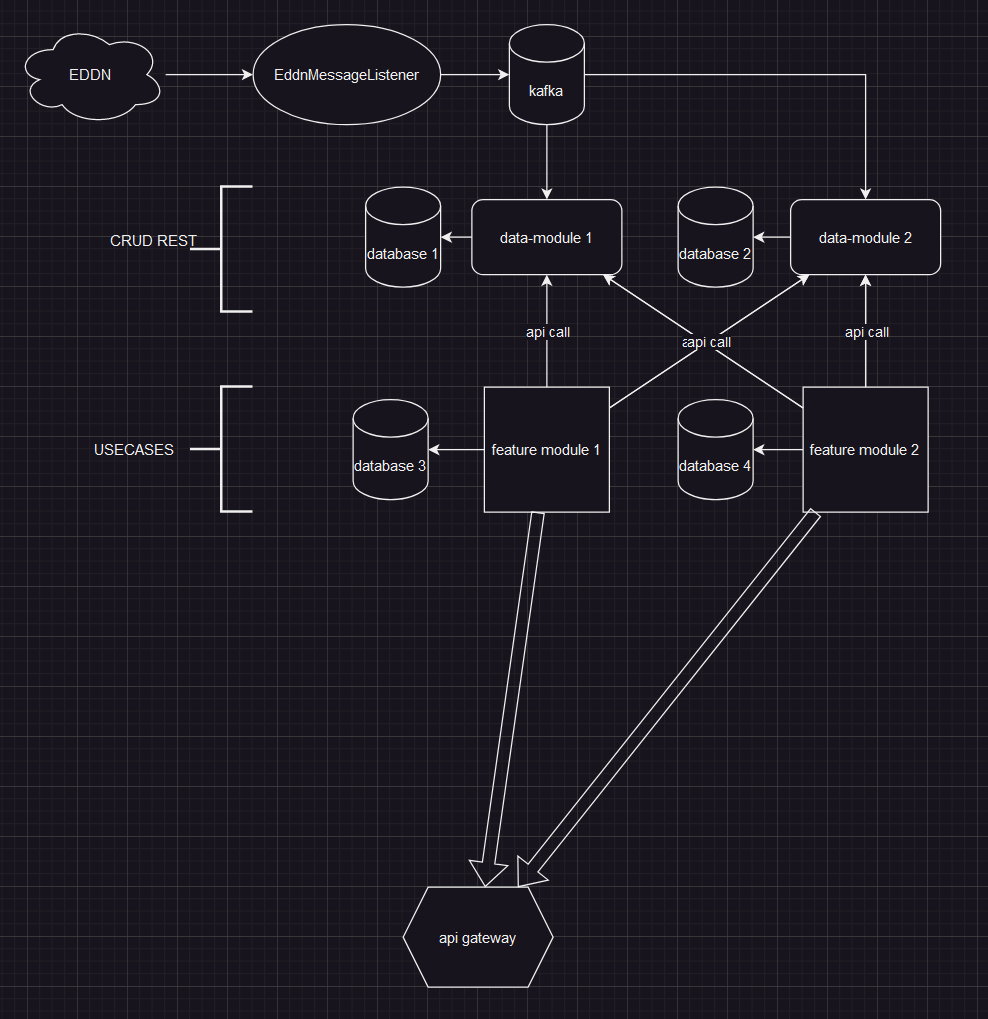 EDDN
EddnMessageListener
kafka
CRUD REST
database 1
data-module 1
database 2
data-module 2
api call
api call
api call
USECASES
database 3
feature module 1
database 4
feature module 2
api gateway